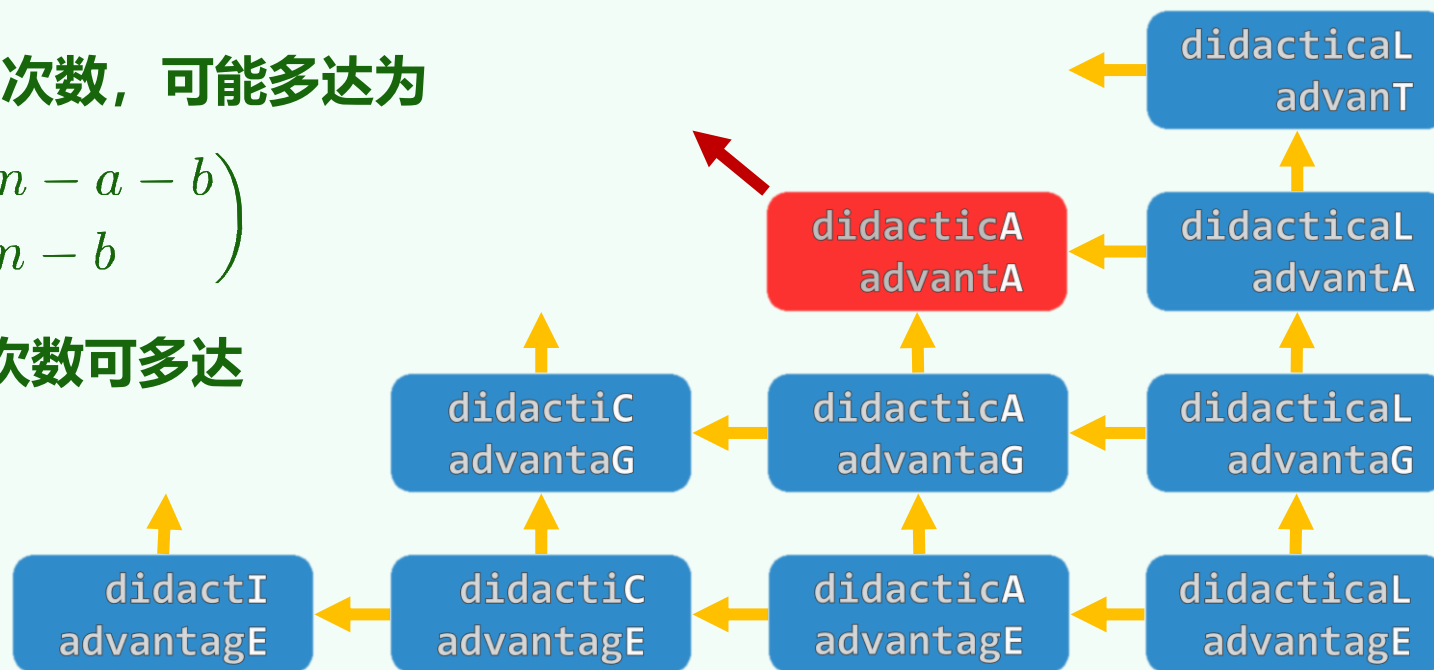 次数，可能多达为
n − a − b
n − b
次数可多达
didacticaL
advanT
didacticA
advantA
didacticaL
advantA
didactiC
advantaG
didacticA
advantaG
didacticaL
advantaG
didactI
advantagE
didactiC
advantagE
didacticA
advantagE
didacticaL
advantagE